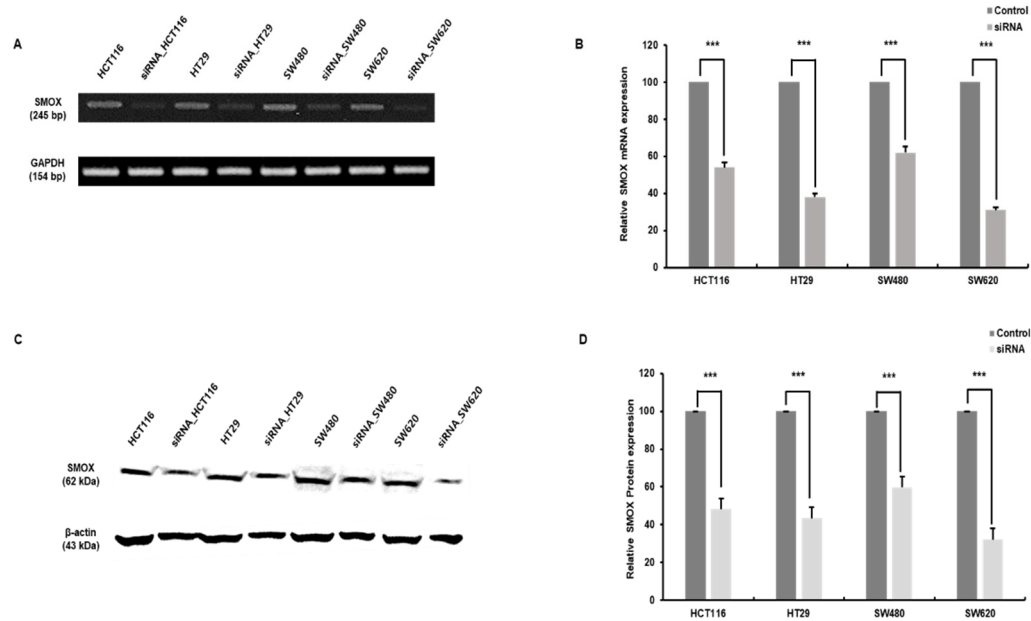 A
HCT116
siRNA_HCT116
HT29
siRNA_HT29
SW480
siRNA_SW480
SW620
siRNA_SW620
SMOX
(245 bp)
GAPDH
(154 bp)
B
Control
siRNA
Relative SMOX mRNA expression
120
100
80
60
40
20
0
***
***
***
***
HCT116
HT29
SW480
SW620
C
HCT116
siRNA_HCT116
HT29
siRNA_HT29
SW480
siRNA_SW480
SW620
siRNA_SW620
SMOX
(62 kDa)
β-actin
(43 kDa)
D
Control
siRNA
Relative SMOX Protein expression
120
100
80
60
40
20
0
***
***
***
***
HCT116
HT29
SW480
SW620